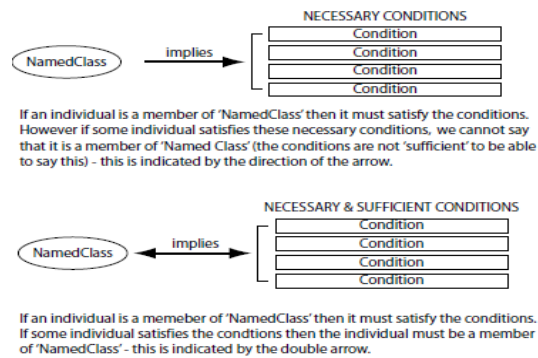 NECESSARY CONDITIONS
Condition
implies
Condition
NamedClass
Condition
Condition
If an individual is a member of 'NamedClass' then it must satisfy the conditions.
However if some individual satisfies these necessary conditions, we cannot say
that it is a member of 'Named Class' (the conditions are not 'sufficient' to be able
to say this) - this is indicated by the direction of the arrow.
NECESSARY & SUFFICIENT CONDITIONS
Condition
implies
Condition
NamedClass
Condition
Condition
If an individual is a memeber of 'NamedClass' then it must satisfy the conditions.
If some individual satisfies the condtions then the individual must be a member
of 'NamedClass' - this is indicated by the double arrow.